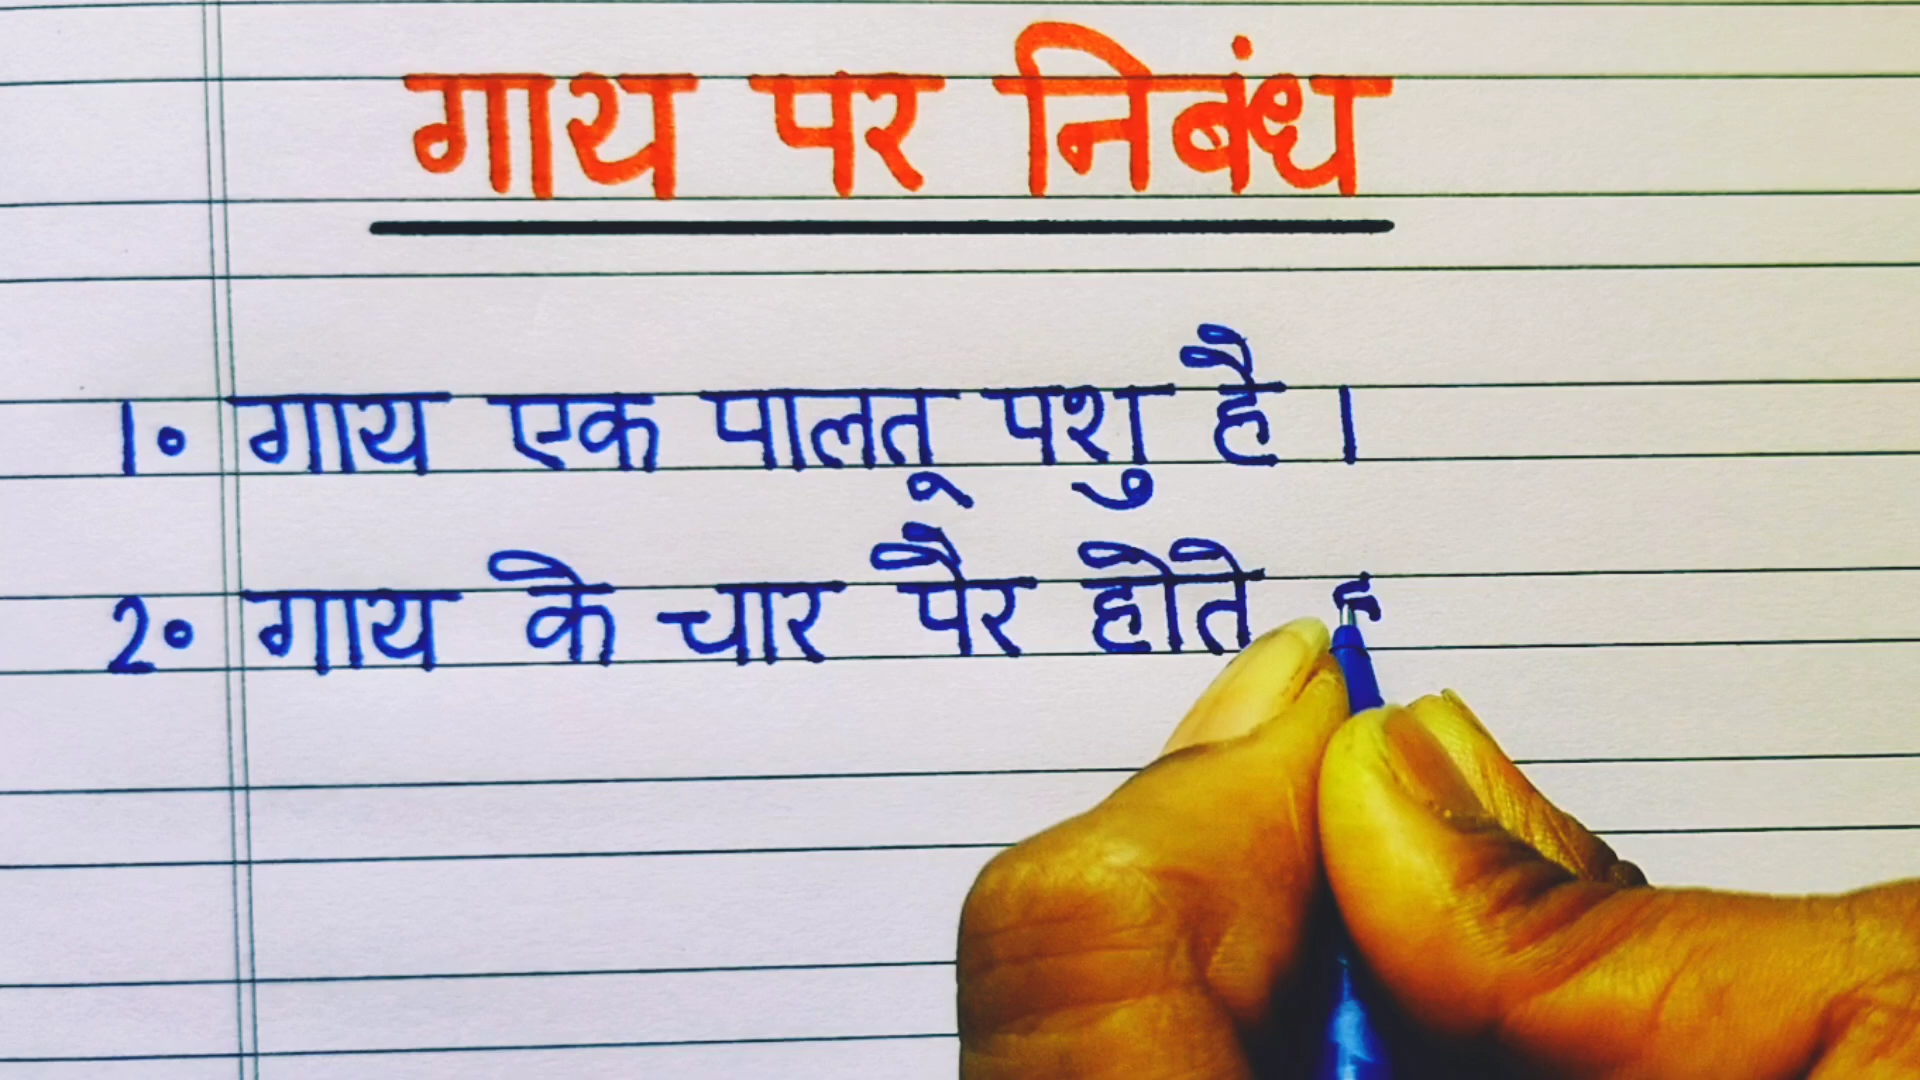 गाय पर निबंध
1. गाय एक पालतू पशु है।
2. गाय के चार पैर होते